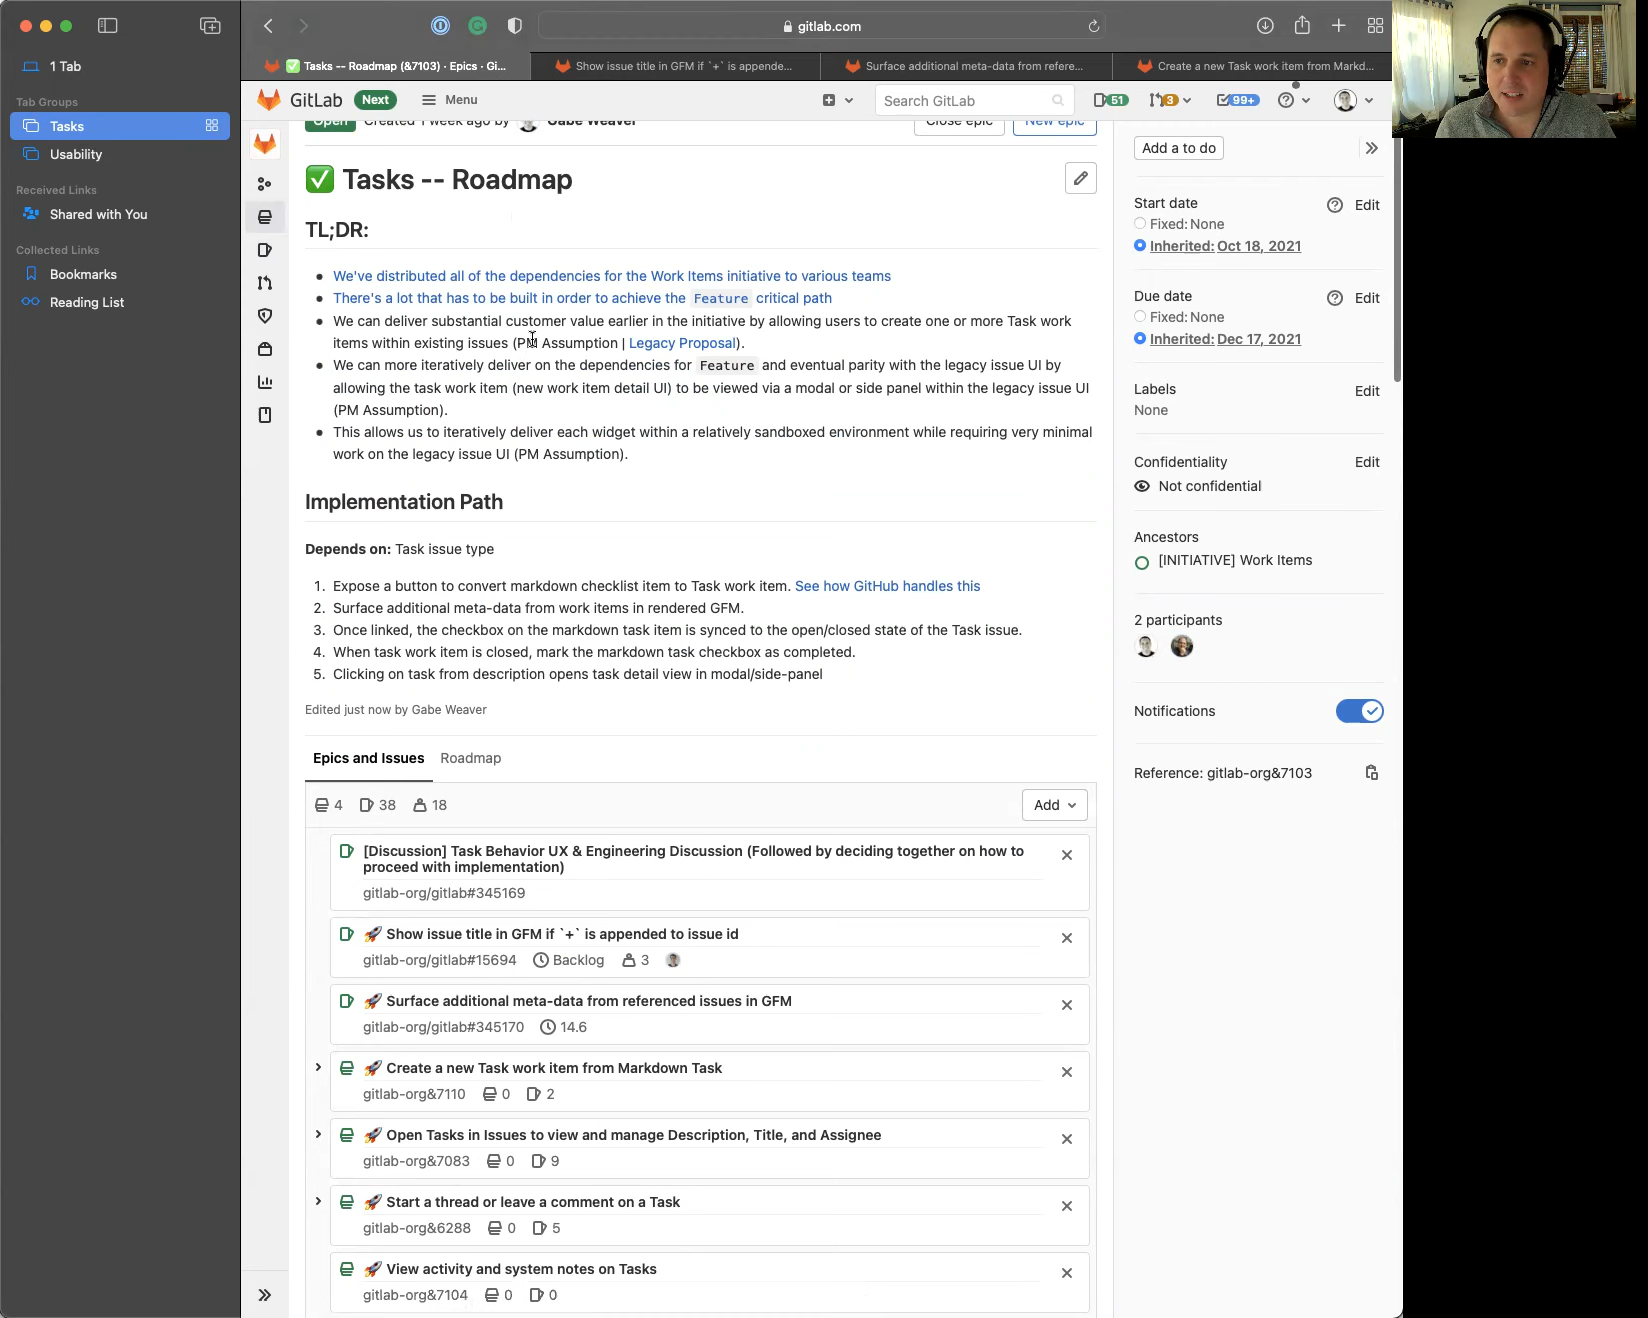 gitlab.com
1 Tab
Tab Groups
Tasks
Usability
Received Links
Shared with You
Collected Links
Bookmarks
Reading List
Tasks -- Roadmap (&7103) · Epics · Gi...
Show issue title in GFM if `+` is appende...
Surface additional meta-data from refere...
Create a new Task work item from Markd...
GitLab Next Menu
Search GitLab
51 3 99+
Open Created 1 week ago by Gabe Weaver Close epic New epic
Tasks -- Roadmap
TL;DR:
We've distributed all of the dependencies for the Work Items initiative to various teams
There's a lot that has to be built in order to achieve the Feature critical path
We can deliver substantial customer value earlier in the initiative by allowing users to create one or more Task work
items within existing issues (PM Assumption | Legacy Proposal).
We can more iteratively deliver on the dependencies for Feature and eventual parity with the legacy issue UI by
allowing the task work item (new work item detail UI) to be viewed via a modal or side panel within the legacy issue UI
(PM Assumption).
This allows us to iteratively deliver each widget within a relatively sandboxed environment while requiring very minimal
work on the legacy issue UI (PM Assumption).
Implementation Path
Depends on: Task issue type
1. Expose a button to convert markdown checklist item to Task work item. See how GitHub handles this
2. Surface additional meta-data from work items in rendered GFM.
3. Once linked, the checkbox on the markdown task item is synced to the open/closed state of the Task issue.
4. When task work item is closed, mark the markdown task checkbox as completed.
5. Clicking on task from description opens task detail view in modal/side-panel
Edited just now by Gabe Weaver
Epics and Issues Roadmap
4 38 18
Add
[Discussion] Task Behavior UX & Engineering Discussion (Followed by deciding together on how to
proceed with implementation)
gitlab-org/gitlab#345169
🚀 Show issue title in GFM if `+` is appended to issue id
gitlab-org/gitlab#15694 Backlog 3
🚀 Surface additional meta-data from referenced issues in GFM
gitlab-org/gitlab#345170 14.6
🚀 Create a new Task work item from Markdown Task
gitlab-org&7110 0 2
🚀 Open Tasks in Issues to view and manage Description, Title, and Assignee
gitlab-org&7083 0 9
🚀 Start a thread or leave a comment on a Task
gitlab-org&6288 0 5
🚀 View activity and system notes on Tasks
gitlab-org&7104 0 0
Add a to do
Start date Edit
Fixed: None
Inherited: Oct 18, 2021
Due date Edit
Fixed: None
Inherited: Dec 17, 2021
Labels Edit
None
Confidentiality Edit
Not confidential
Ancestors
[INITIATIVE] Work Items
2 participants
Notifications
Reference: gitlab-org&7103